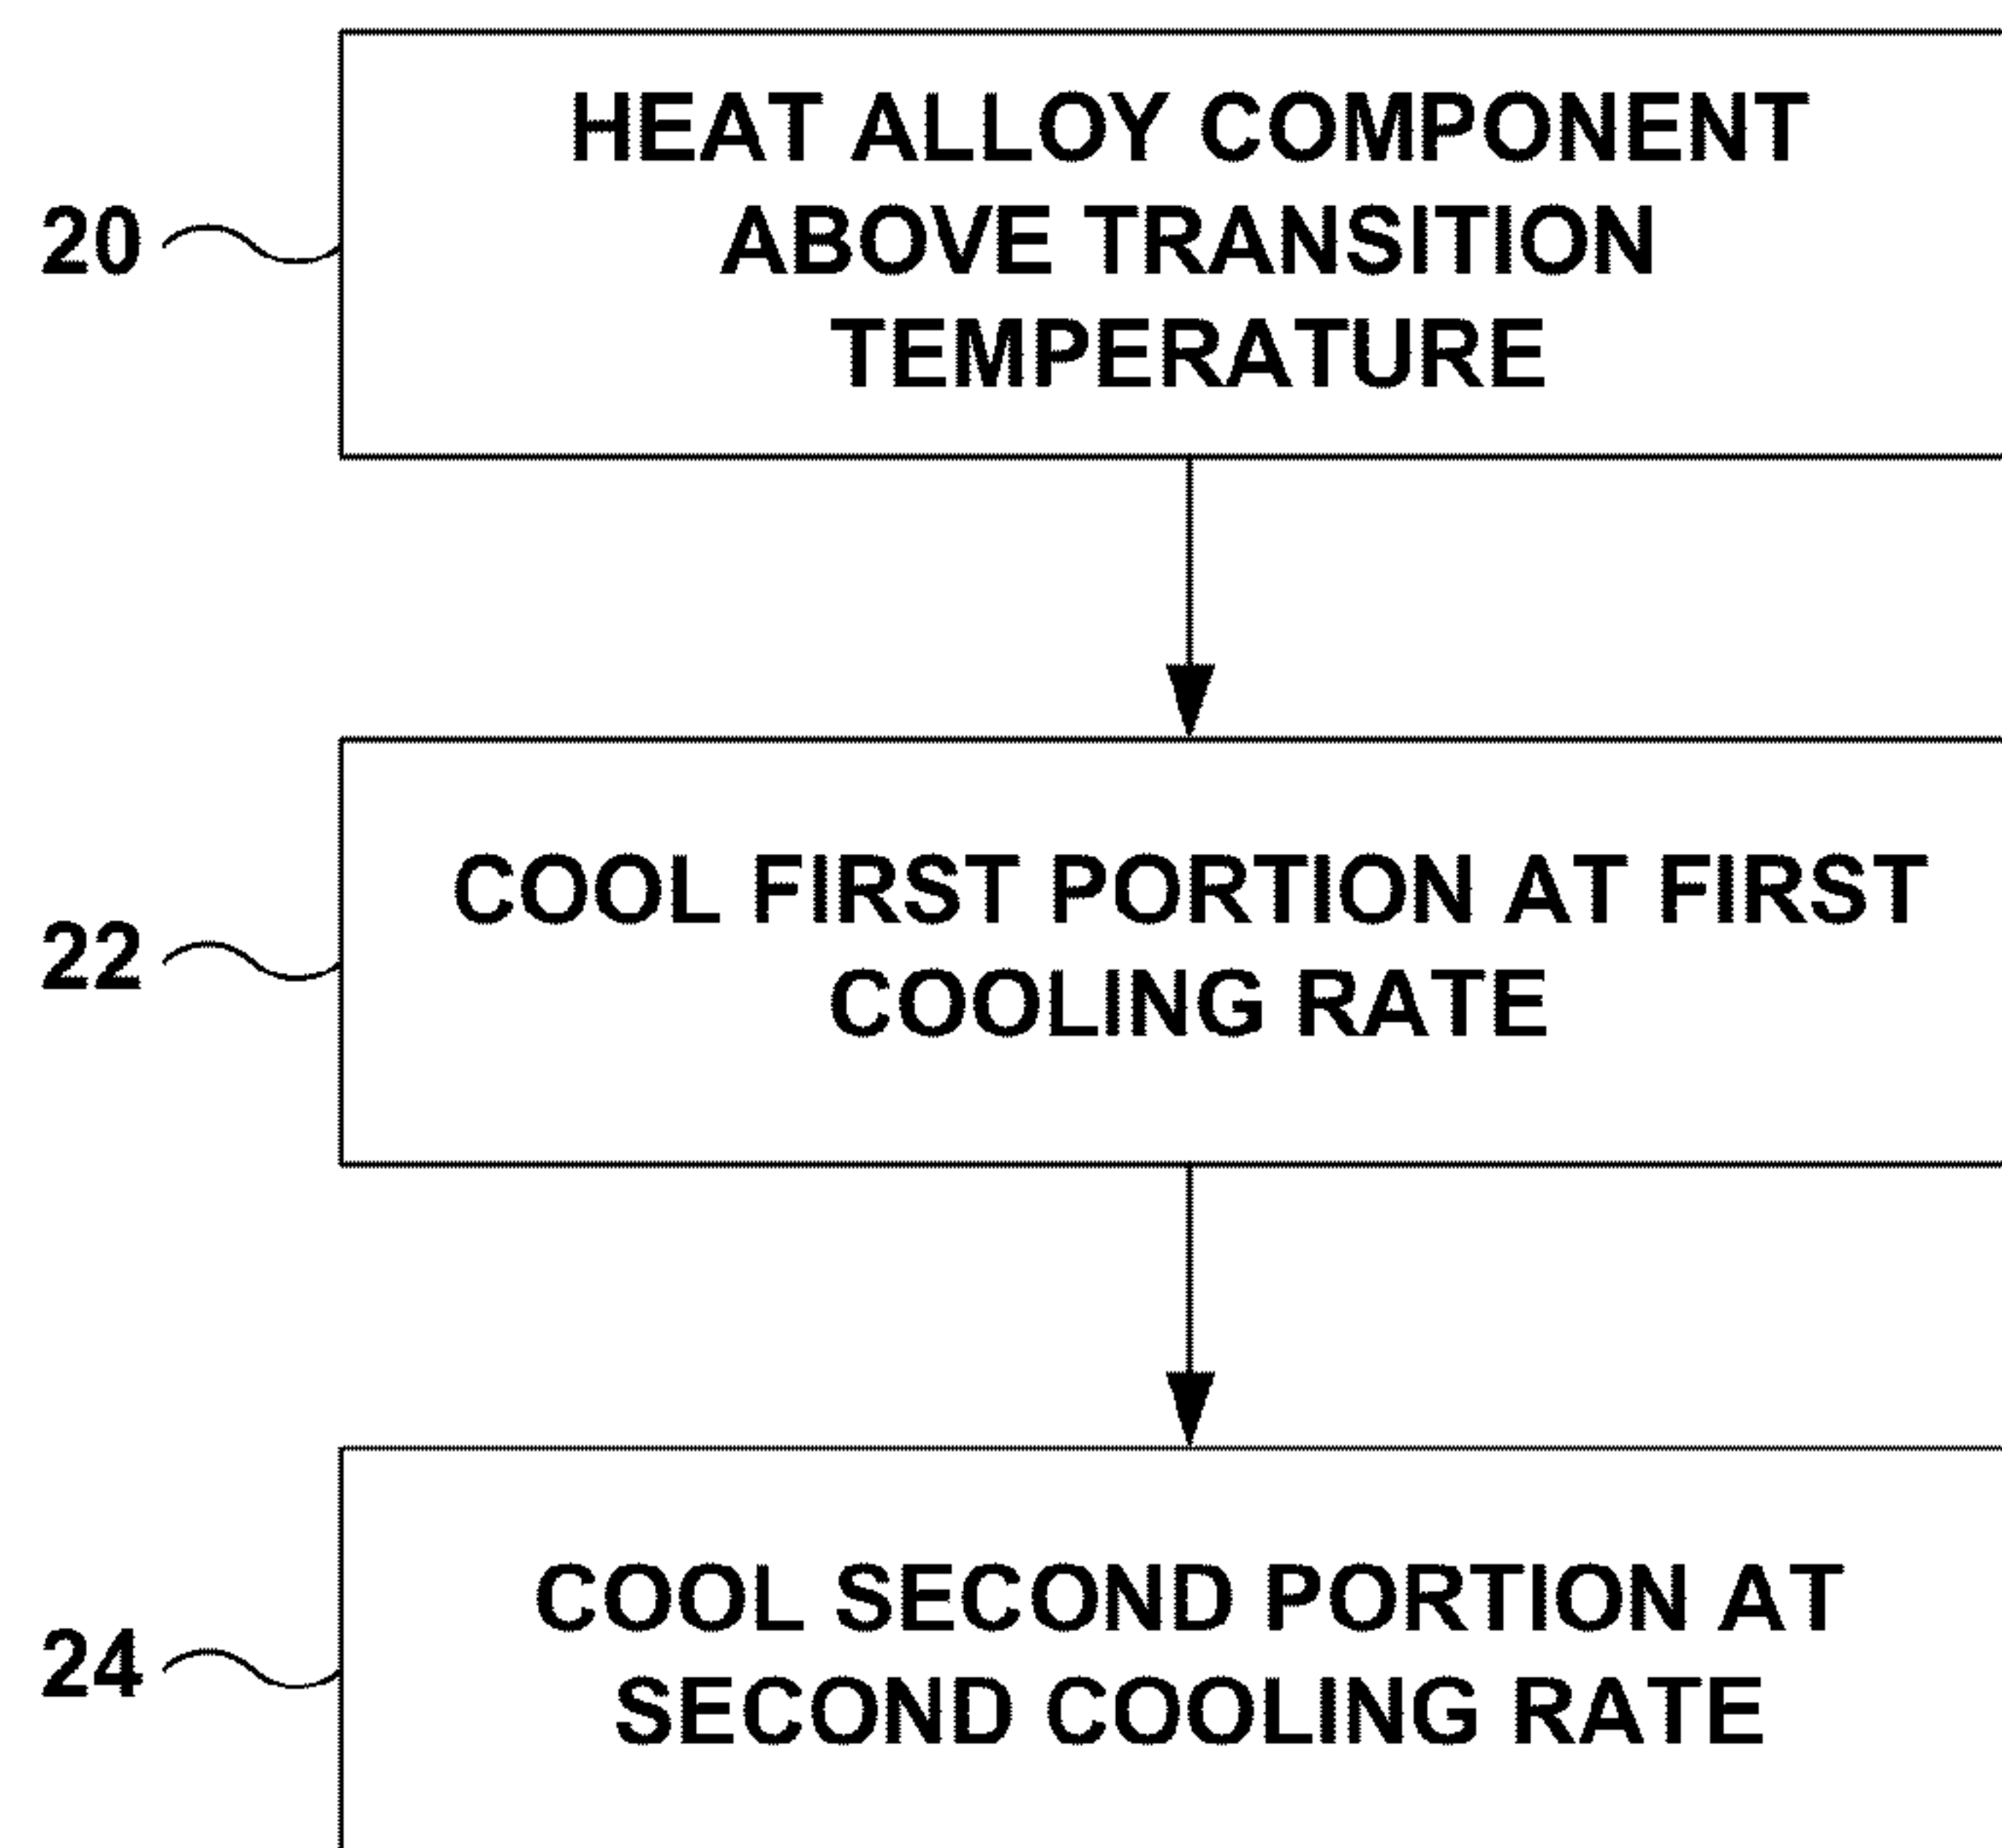 HEAT ALLOY COMPONENT
ABOVE TRANSITION
TEMPERATURE
20
COOL FIRST PORTION AT FIRST
COOLING RATE
22
COOL SECOND PORTION AT
SECOND COOLING RATE
24